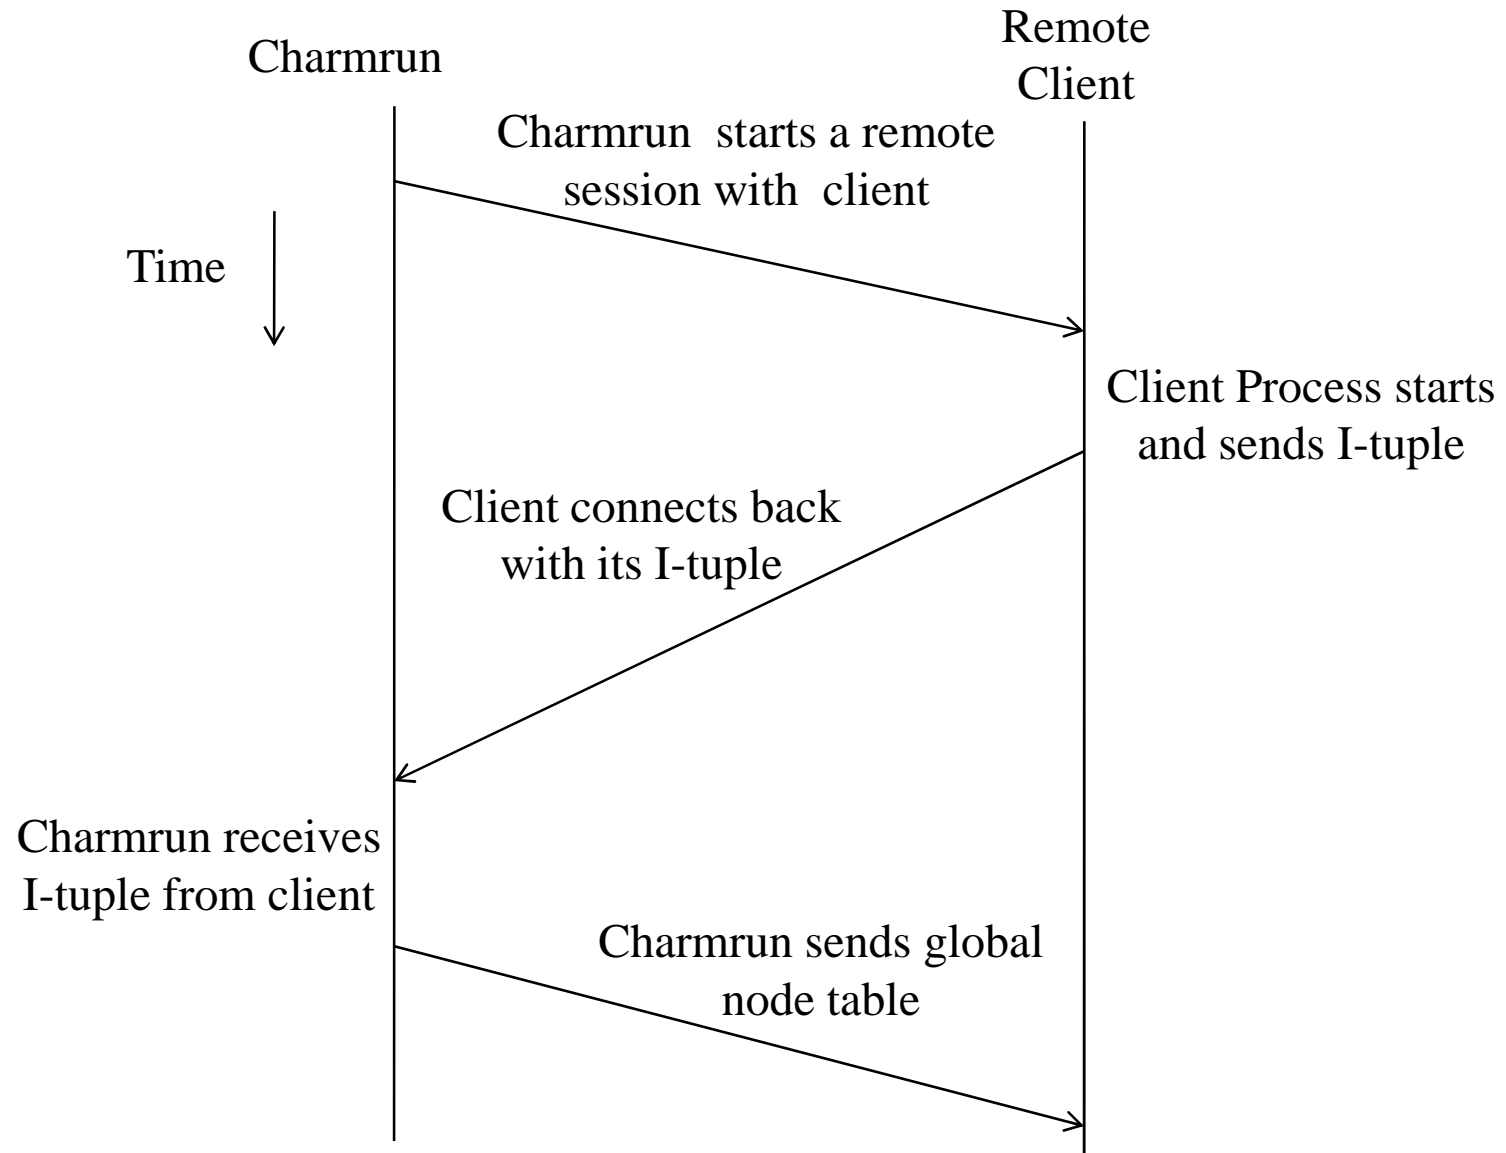 Charmrun
Remote
Client
Charmrun starts a remote
session with client
Time
Client Process starts
and sends I-tuple
Client connects back
with its I-tuple
Charmrun receives
I-tuple from client
Charmrun sends global
node table